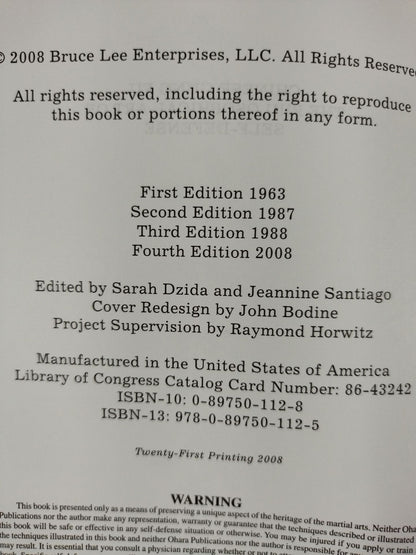 © 2008 Bruce Lee Enterprises, LLC. All Rights Reserve
All rights reserved, including the right to reproduce
this book or portions thereof in any form.
First Edition 1963
Second Edition 1987
Third Edition 1988
Fourth Edition 2008
Edited by Sarah Dzida and Jeannine Santiago
Cover Redesign by John Bodine
Project Supervision by Raymond Horwitz
Manufactured in the United States of America
Library of Congress Catalog Card Number: 86-43242
ISBN-10: 0-89750-112-8
ISBN-13: 978-0-89750-112-5
Twenty-First Printing 2008
WARNING
This book is presented only as a means of preserving a unique aspect of the heritage of the martial arts. Neither Ohara
Publications nor the author make any representation, warranty or guarantee that the techniques described or illustrated
this book will be safe or effective in any self-defense situation or otherwise. You may be injured if you apply or train
the techniques illustrated in this book and neither Ohara Publications nor the author is responsible for any
may result. It is essential that you consult a physician regarding whether or not to